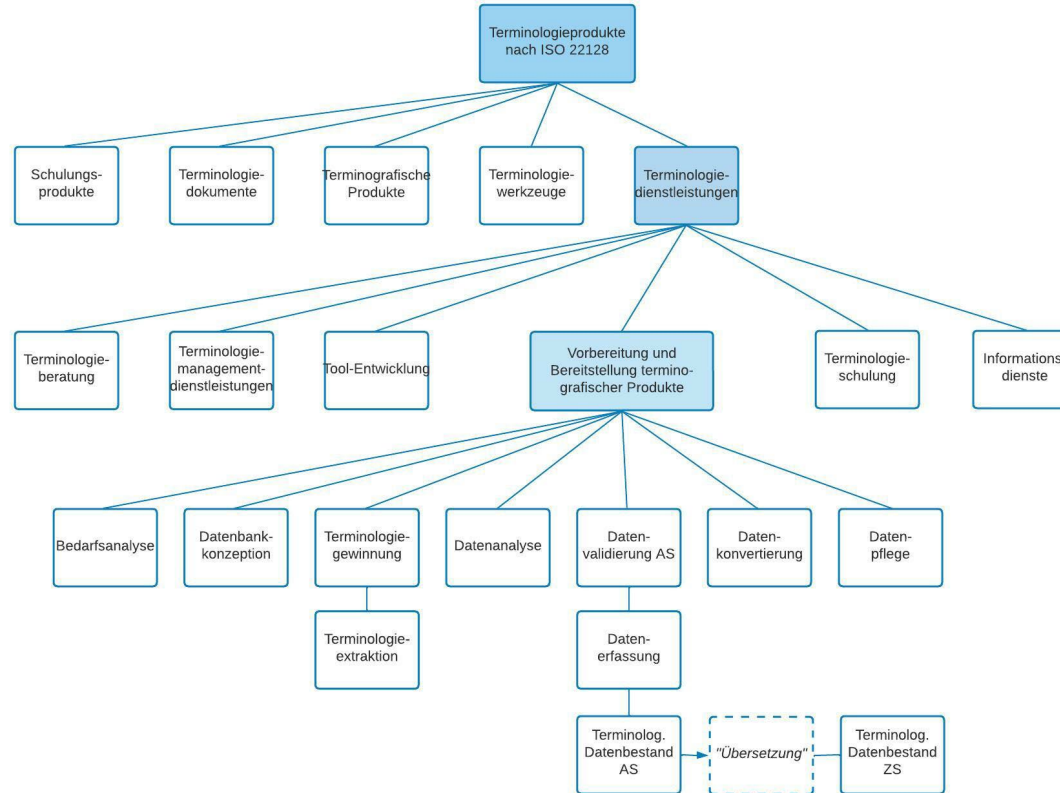 Terminologieprodukte
nach ISO 22128
Schulungs-
produkte
Terminologie-
dokumente
Terminografische
Produkte
Terminologie-
werkzeuge
Terminologie-
dienstleistungen
Terminologie-
beratung
Terminologie-
management-
dienstleistungen
Tool-Entwicklung
Vorbereitung und
Bereitstellung termino-
grafischer Produkte
Terminologie-
schulung
Informations
dienste
Bedarfsanalyse
Datenbank-
konzeption
Terminologie-
gewinnung
Datenanalyse
Daten-
validierung AS
Daten-
konvertierung
Daten-
pflege
Terminologie-
extraktion
Daten-
erfassung
Terminolog.
Datenbestand
AS
"Übersetzung"
Terminolog.
Datenbestand
ZS